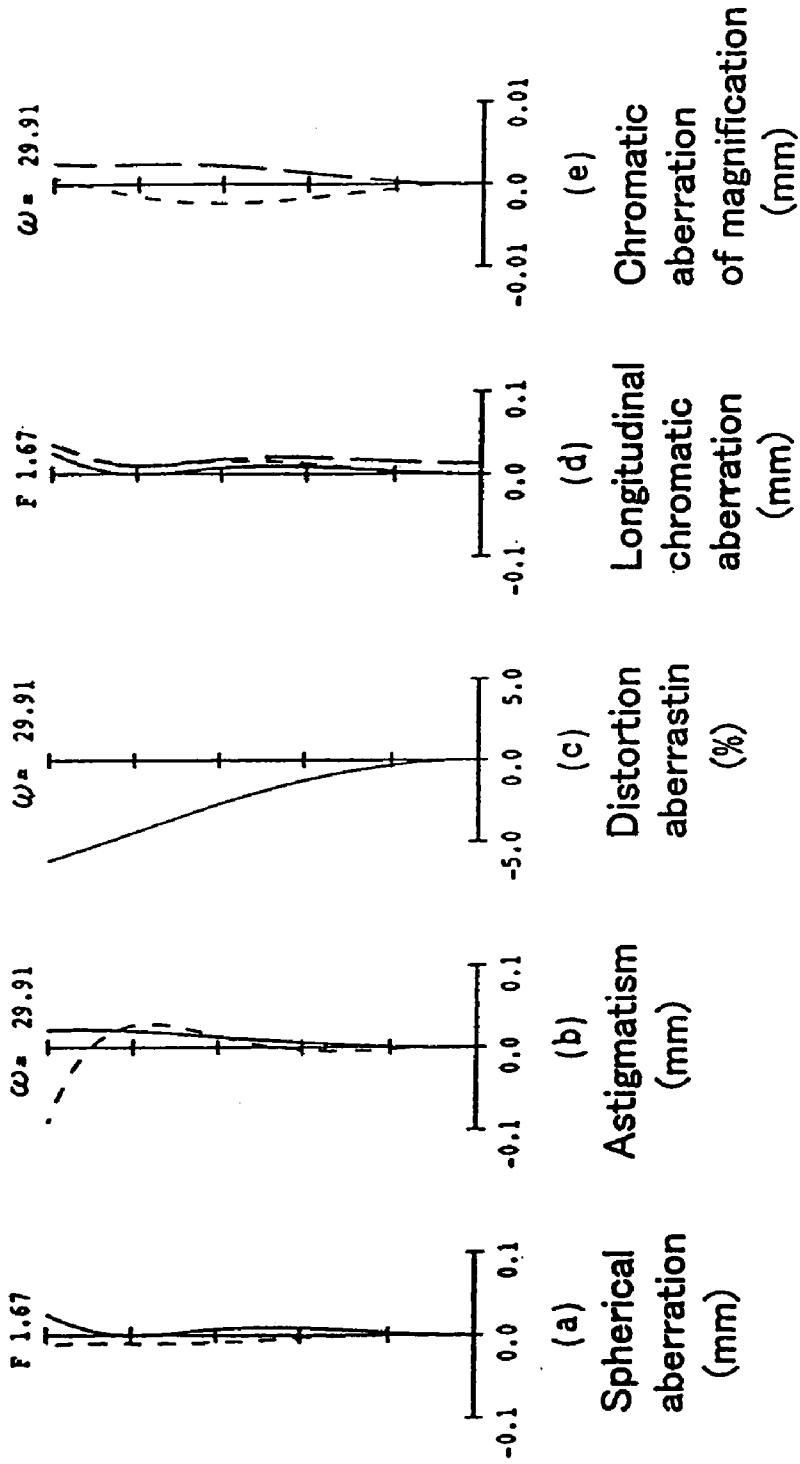 F 1.67
-0.1 0.0 0.1
(a)
Spherical
aberration
(mm)
ω= 29.91
-0.1 0.0 0.1
(b)
Astigmatism
(mm)
ω= 29.91
-5.0 0.0 5.0
(c)
Distortion
aberrastin
(%)
F 1.67
-0.1 0.0 0.1
(d)
Longitudinal
chromatic
aberration
(mm)
ω= 29.91
-0.01 0.0 0.01
(e)
Chromatic
aberration
of magnification
(mm)